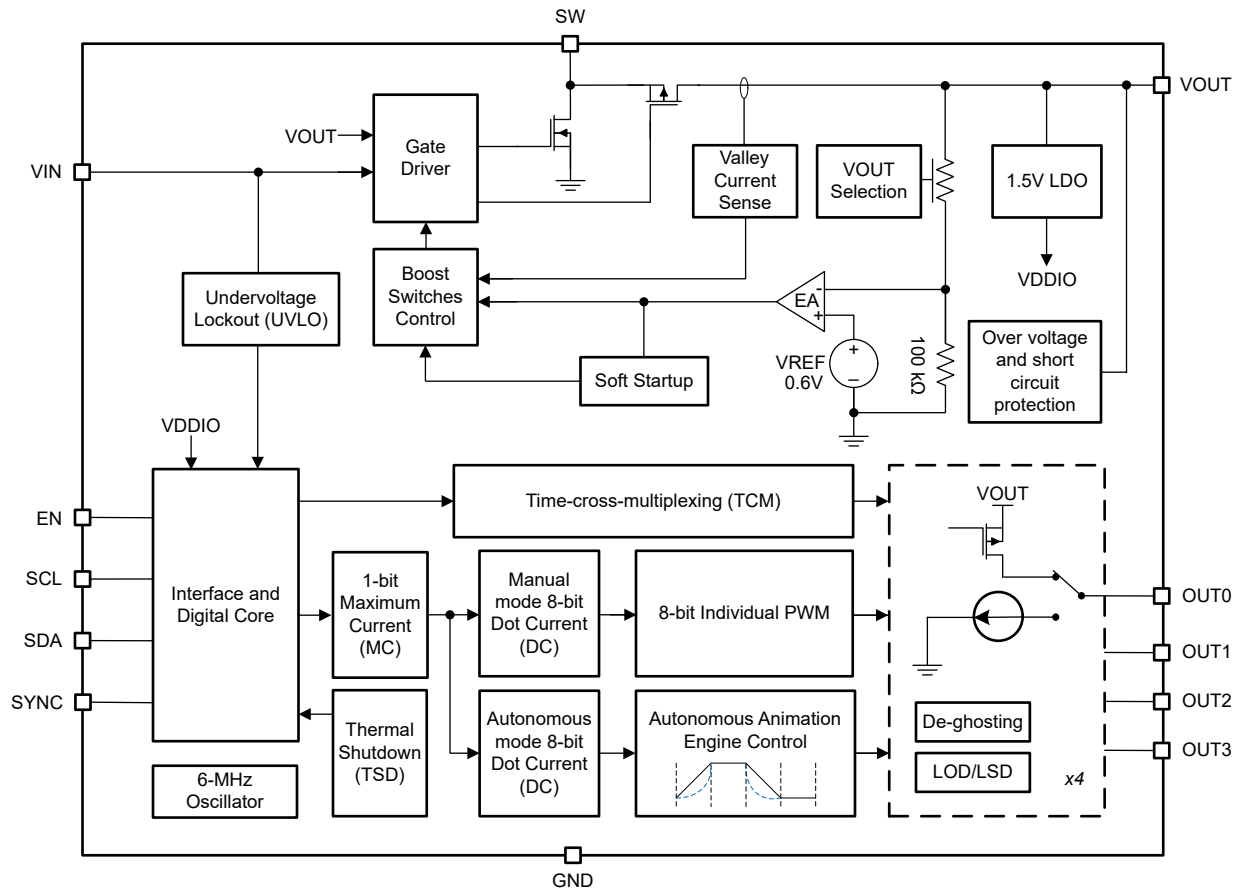 SW
VOUT
VIN
VOUT
Gate
Driver
Valley
Current
Sense
VOUT
Selection
1.5V LDO
VDDIO
Boost
Switches
Control
Undervoltage
Lockout (UVLO)
EA
-
+
VREF
0.6V
+
–
100 kΩ
Over voltage
and short
circuit
protection
Soft Startup
VDDIO
EN
SCL
SDA
SYNC
Interface and
Digital Core
Time-cross-multiplexing (TCM)
1-bit
Maximum
Current
(MC)
Manual
mode 8-bit
Dot Current
(DC)
8-bit Individual PWM
Thermal
Shutdown
(TSD)
Autonomous
mode 8-bit
Dot Current
(DC)
Autonomous Animation
Engine Control
6-MHz
Oscillator
VOUT
De-ghosting
LOD/LSD
x4
OUT0
OUT1
OUT2
OUT3
GND